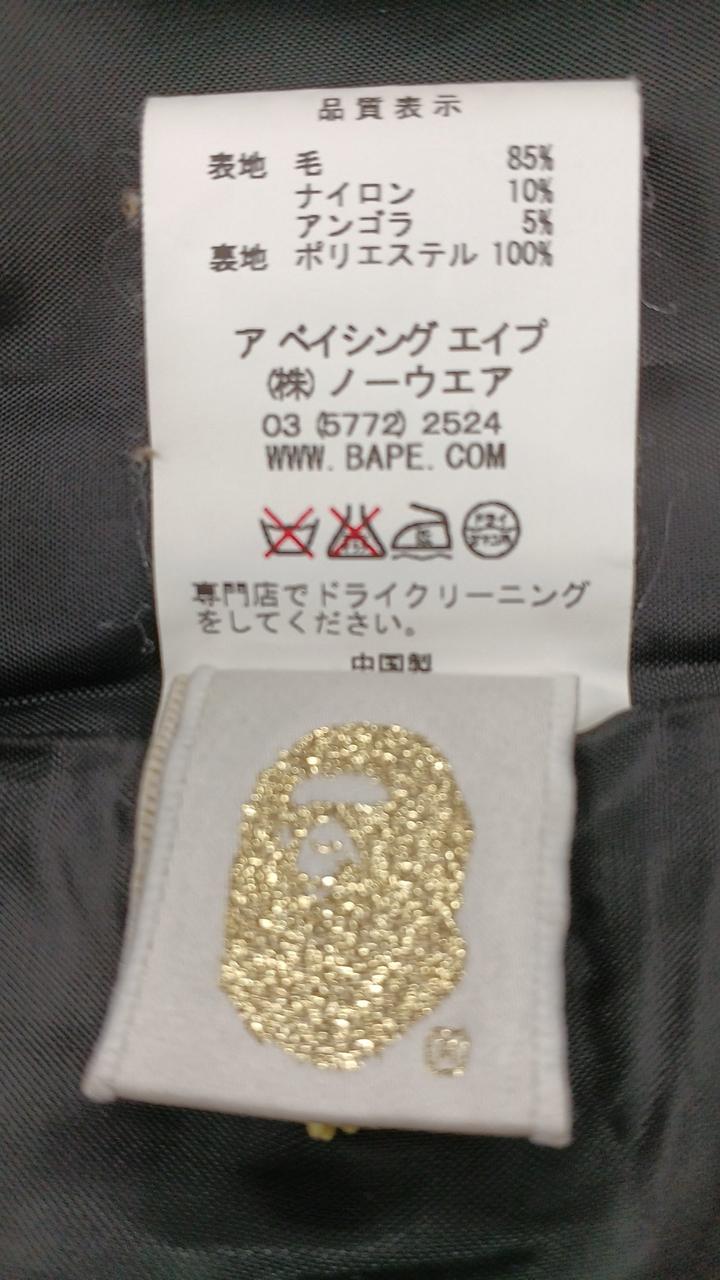 品質表示
表地 毛 85%
ナイロン 10%
アンゴラ 5%
裏地 ポリエステル 100%
ア ベイシング エイプ
(株) ノーウエア
03 (5772) 2524
WWW. BAPE. COM
専門店でドライクリーニング
をしてください。
中国製